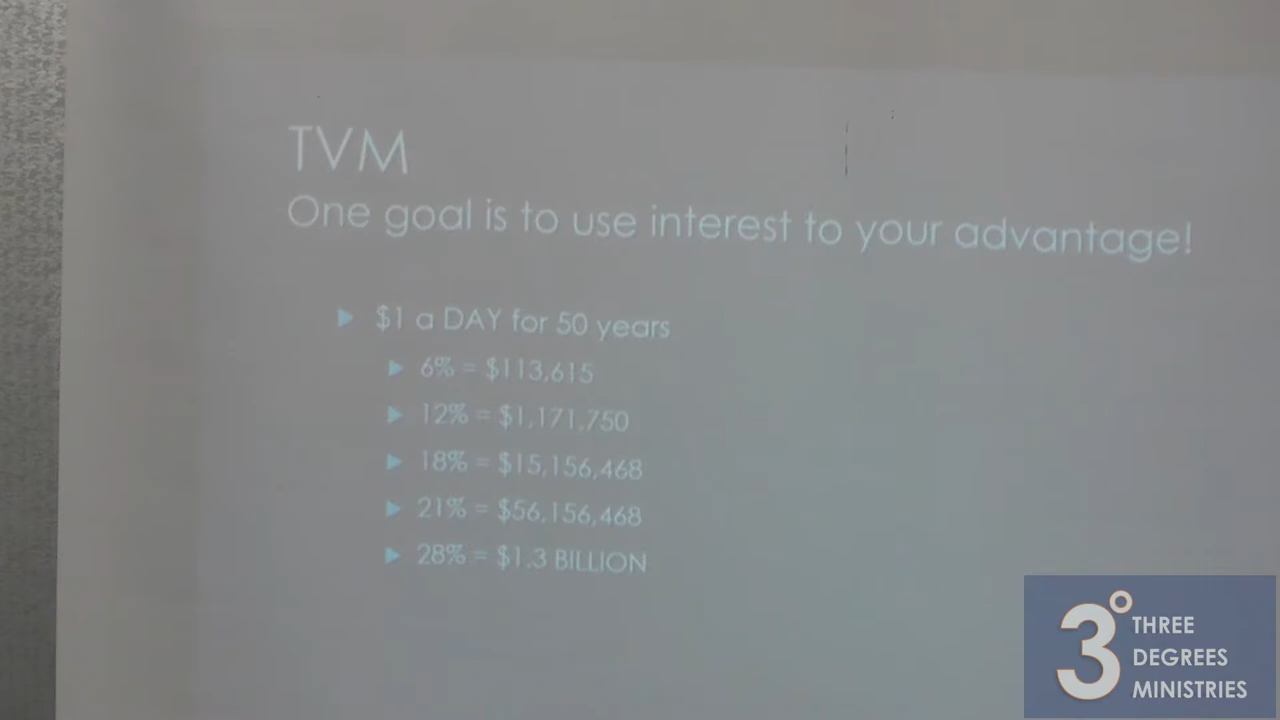 TVM
One goal is to use interest to your advantage!
$1 a DAY for 50 years
6% = $113,615
12% = $1,171,750
18% = $15,156,468
21% = $56,156,468
28% = $1.3 BILLION
3°
THREE
DEGREES
MINISTRIES